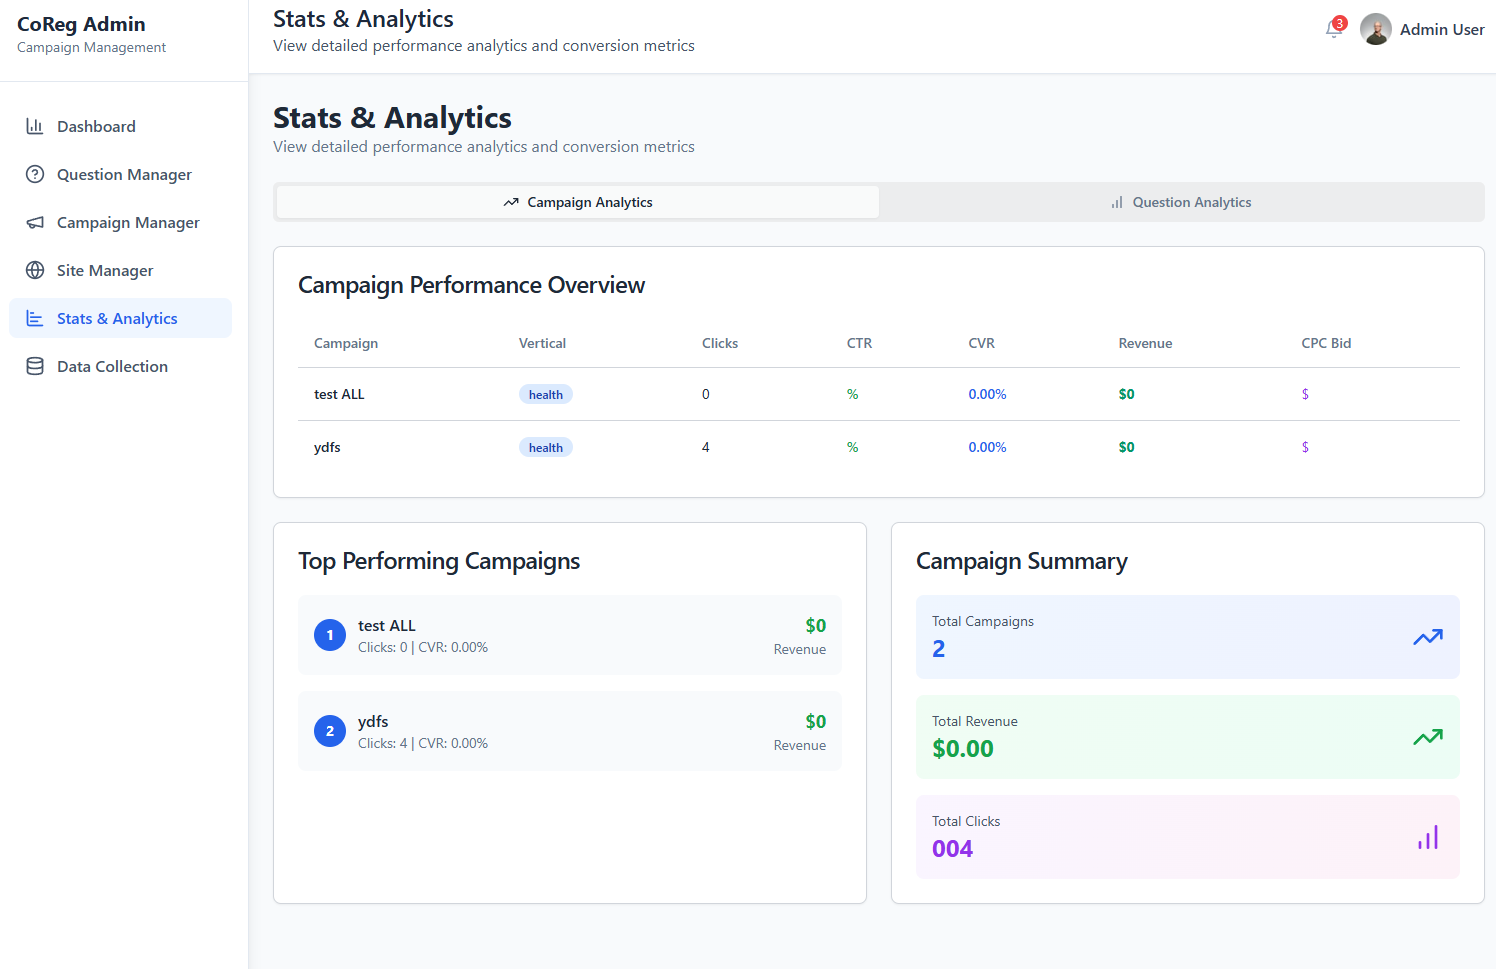 CoReg Admin
Campaign Management
Dashboard
Question Manager
Campaign Manager
Site Manager
Stats & Analytics
Data Collection
Stats & Analytics
View detailed performance analytics and conversion metrics
3
Admin User
Stats & Analytics
View detailed performance analytics and conversion metrics
Campaign Analytics
Question Analytics
Campaign Performance Overview
Campaign Vertical Clicks CTR CVR Revenue CPC Bid
test ALL health 0 % 0.00% $0 $
ydfs health 4 % 0.00% $0 $
Top Performing Campaigns
1
test ALL
Clicks: 0 | CVR: 0.00%
$0
Revenue
2
ydfs
Clicks: 4 | CVR: 0.00%
$0
Revenue
Campaign Summary
Total Campaigns
2
Total Revenue
$0.00
Total Clicks
004